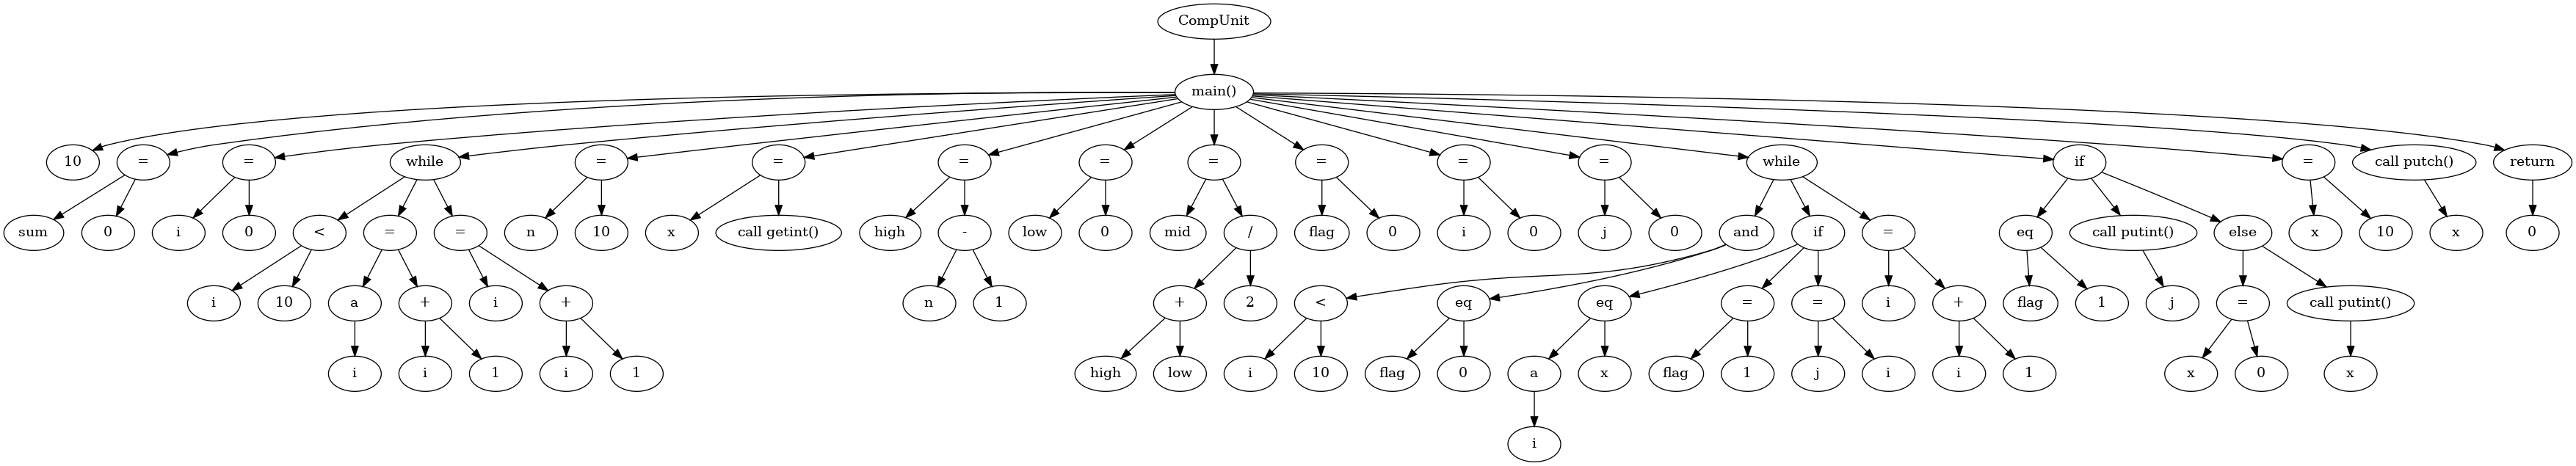 CompUnit
main()
10 = = while = = = = = = = = while if = call putch() return
sum 0 i 0 < = = n 10 x call getint() high - low 0 mid / flag 0 i 0 j 0 and if = eq call putint() else x 10 x 0
i 10 a + i + n 1 + 2 < eq eq = = i + flag 1 j = call putint()
i i 1 i 1 high low i 10 flag 0 a x flag 1 j i i 1 x 0 x
i